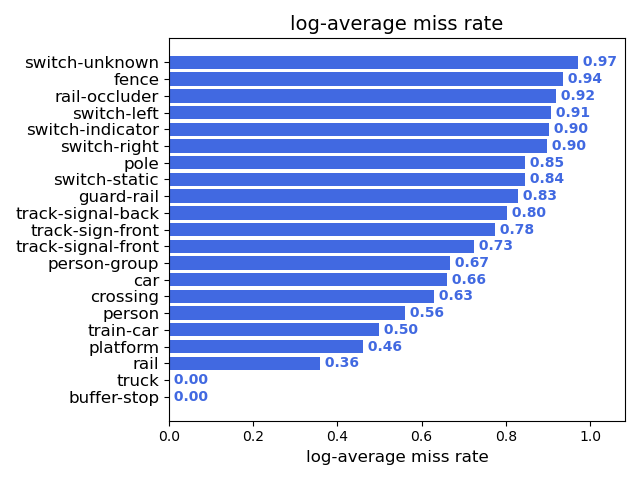 log-average miss rate
switch-unknown 0.97
fence 0.94
rail-occluder 0.92
switch-left 0.91
switch-indicator 0.90
switch-right 0.90
pole 0.85
switch-static 0.84
guard-rail 0.83
track-signal-back 0.80
track-sign-front 0.78
track-signal-front 0.73
person-group 0.67
car 0.66
crossing 0.63
person 0.56
train-car 0.50
platform 0.46
rail 0.36
truck 0.00
buffer-stop 0.00
0.0 0.2 0.4 0.6 0.8 1.0
log-average miss rate